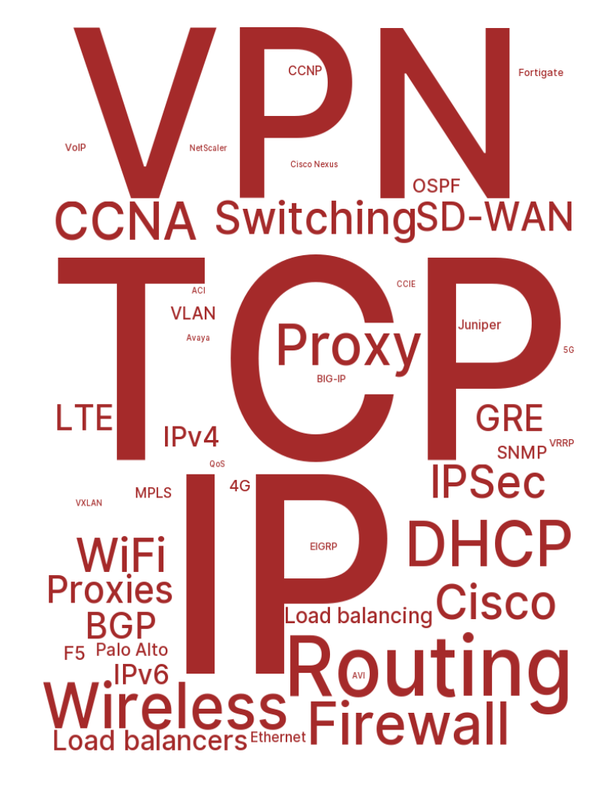 VPN
CCNP
Fortigate
VoIP
NetScaler
Cisco Nexus
OSPF
CCNA
Switching
SD-WAN
TCP
ACI
CCIE
VLAN
Juniper
Avaya
Proxy
5G
BIG-IP
LTE
IPv4
GRE
VRRP
SNMP
QoS
IP
IPSec
4G
MPLS
VXLAN
EIGRP
DHCP
WiFi
Proxies
Cisco
BGP
Load balancing
F5
Palo Alto
IPv6
AVI
Routing
Wireless
Firewall
Load balancers
Ethernet